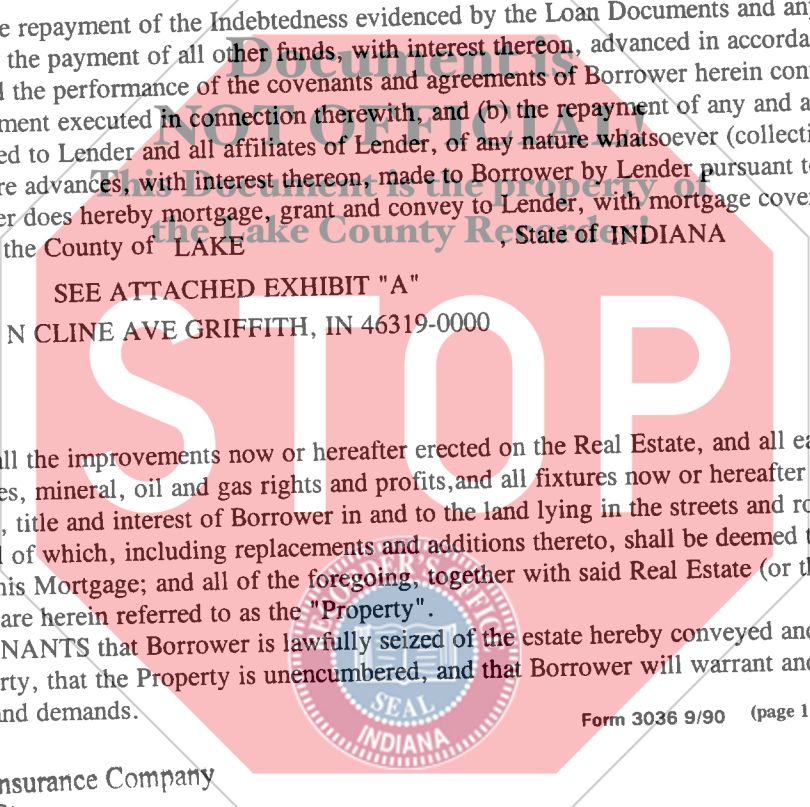 e repayment of the Indebtedness evidenced by the Loan Documents and any
the payment of all other funds, with interest thereon, advanced in accorda
d the performance of the covenants and agreements of Borrower herein con
ment executed in connection therewith, and (b) the repayment of any and a
ed to Lender and all affiliates of Lender, of any nature whatsoever (collecti
re advances, with interest thereon, made to Borrower by Lender pursuant to
er does hereby mortgage, grant and convey to Lender, with mortgage cove
the County of LAKE , State of INDIANA
SEE ATTACHED EXHIBIT "A"
N CLINE AVE GRIFFITH, IN 46319-0000
all the improvements now or hereafter erected on the Real Estate, and all ea
es, mineral, oil and gas rights and profits,and all fixtures now or hereafter
, title and interest of Borrower in and to the land lying in the streets and ro
l of which, including replacements and additions thereto, shall be deemed t
his Mortgage; and all of the foregoing, together with said Real Estate (or th
are herein referred to as the "Property".
NANTS that Borrower is lawfully seized of the estate hereby conveyed and
rty, that the Property is unencumbered, and that Borrower will warrant and
and demands.
Form 3036 9/90 (page 1
nsurance Company
Document is
NOT OFFICIAL!
This Document is the property of
the Lake County Recorder!
STOP
RECORDER'S OFFICE
SEAL
INDIANA